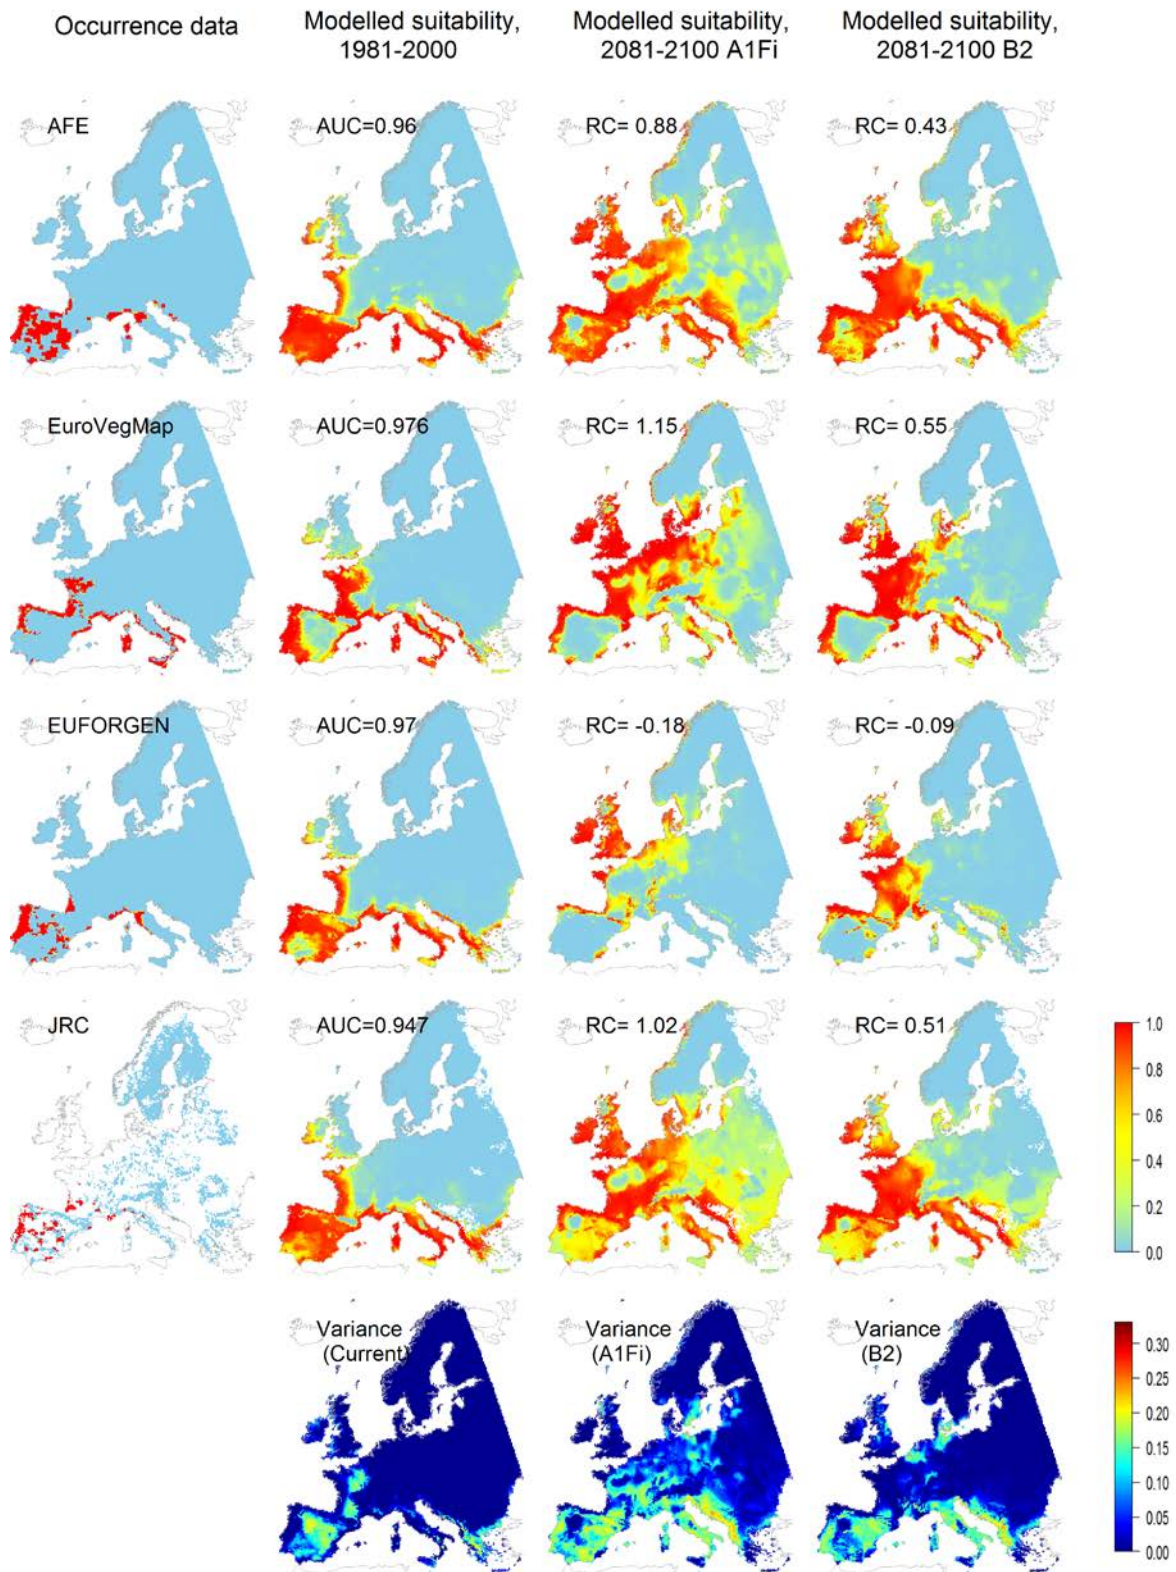 Occurrence data
Modelled suitability,
1981-2000
Modelled suitability,
2081-2100 A1Fi
Modelled suitability,
2081-2100 B2
AFE
AUC=0.96
RC= 0.88
RC= 0.43
EuroVegMap
AUC=0.976
RC= 1.15
RC= 0.55
EUFORGEN
AUC=0.97
RC= -0.18
RC= -0.09
JRC
AUC=0.947
RC= 1.02
RC= 0.51
1.0
0.8
0.6
0.4
0.2
0.0
Variance
(Current)
Variance
(A1Fi)
Variance
(B2)
0.30
0.25
0.20
0.15
0.10
0.05
0.00